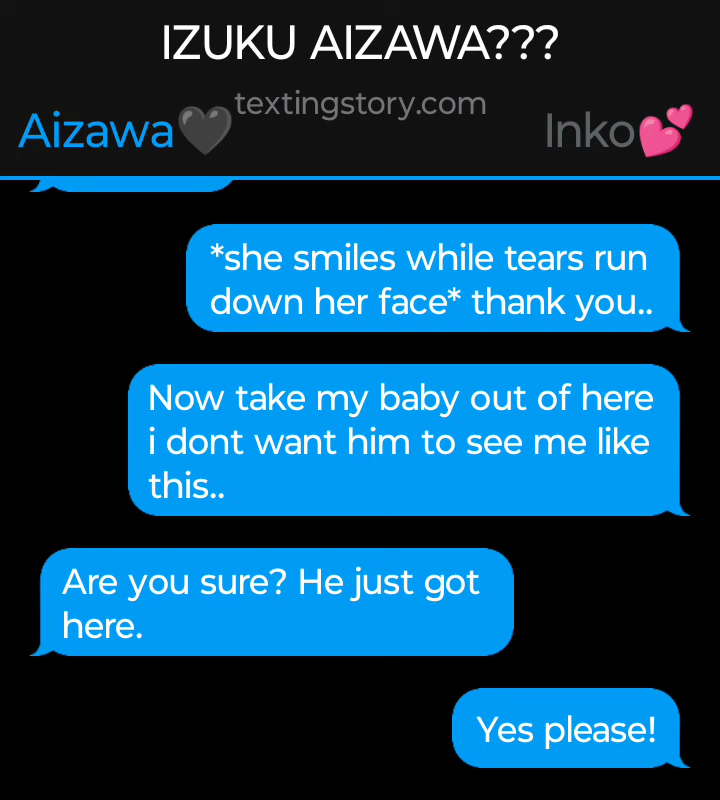 IZUKU AIZAWA???
textingstory.com
Aizawa🖤
Inko💕
*she smiles while tears run
down her face* thank you..
Now take my baby out of here
i dont want him to see me like
this..
Are you sure? He just got
here.
Yes please!